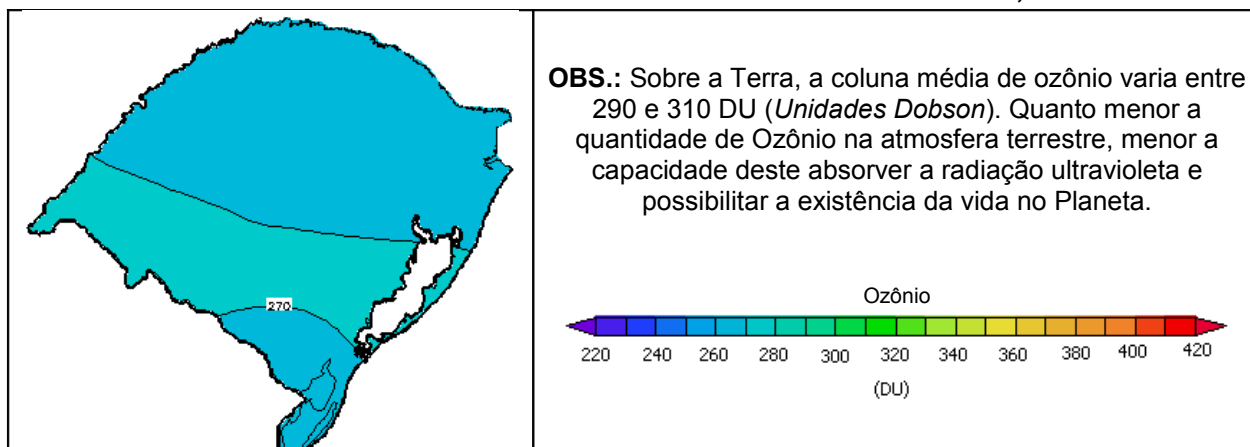 OBS.: Sobre a Terra, a coluna média de ozônio varia entre
290 e 310 DU (Unidades Dobson). Quanto menor a
quantidade de Ozônio na atmosfera terrestre, menor a
capacidade deste absorver a radiação ultravioleta e
possibilitar a existência da vida no Planeta.
270
Ozônio
220 240 260 280 300 320 340 360 380 400 420
(DU)